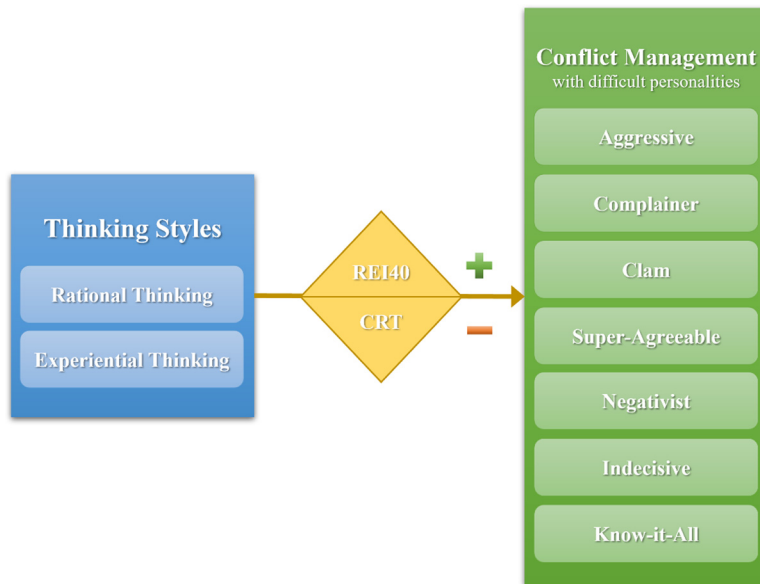 Thinking Styles
Rational Thinking
Experiential Thinking
REI40
CRT
Conflict Management
with difficult personalities
Aggressive
Complainer
Clam
Super-Agreeable
Negativist
Indecisive
Know-it-All